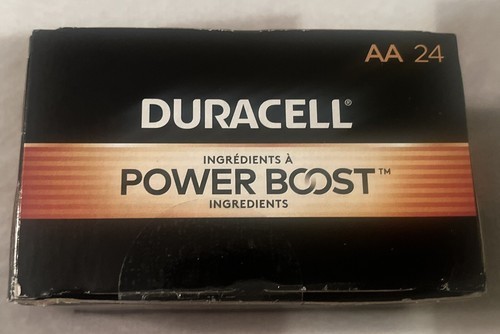 AA 24
DURACELL®
INGRÉDIENTS À
POWER BOOST™
INGREDIENTS